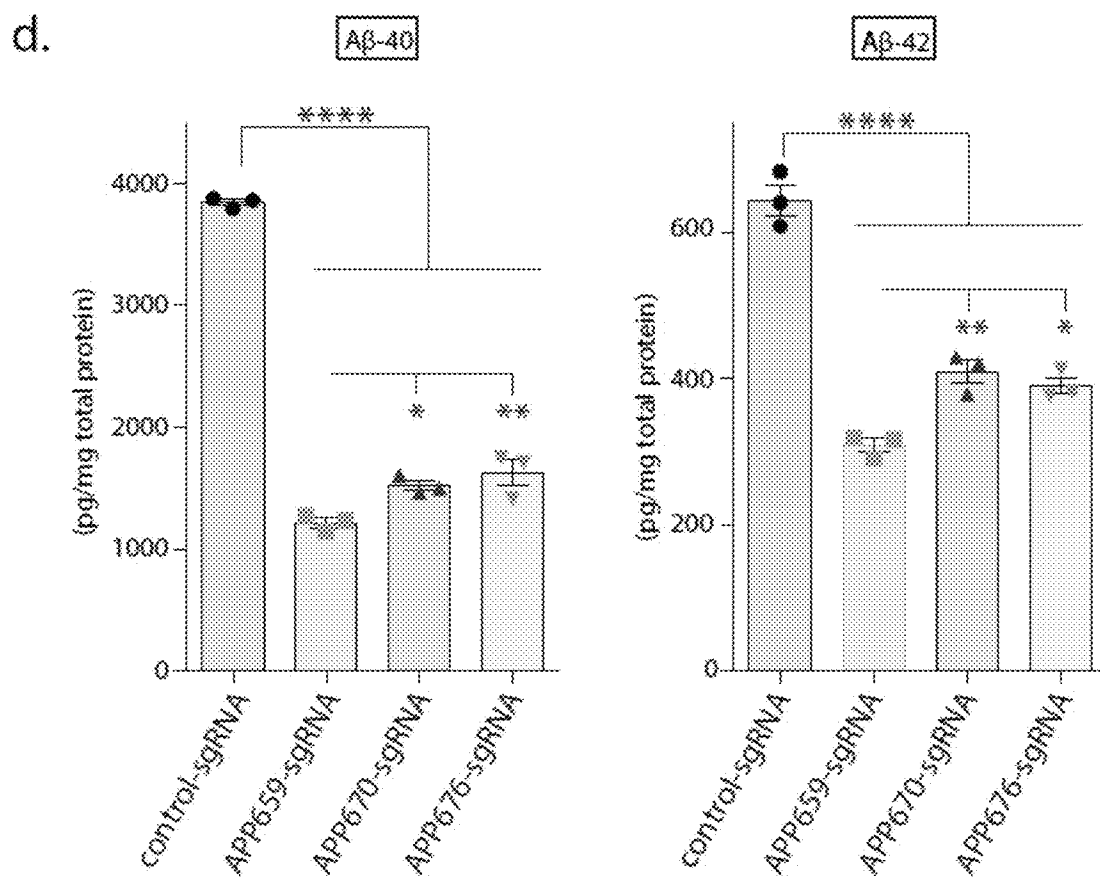 d.
Aβ-40
****
4000
3000
2000
1000
0
(pg/mg total protein)
*
**
control-sgRNA
APP659-sgRNA
APP670-sgRNA
APP676-sgRNA
Aβ-42
****
600
400
200
0
(pg/mg total protein)
**
*
control-sgRNA
APP659-sgRNA
APP670-sgRNA
APP676-sgRNA